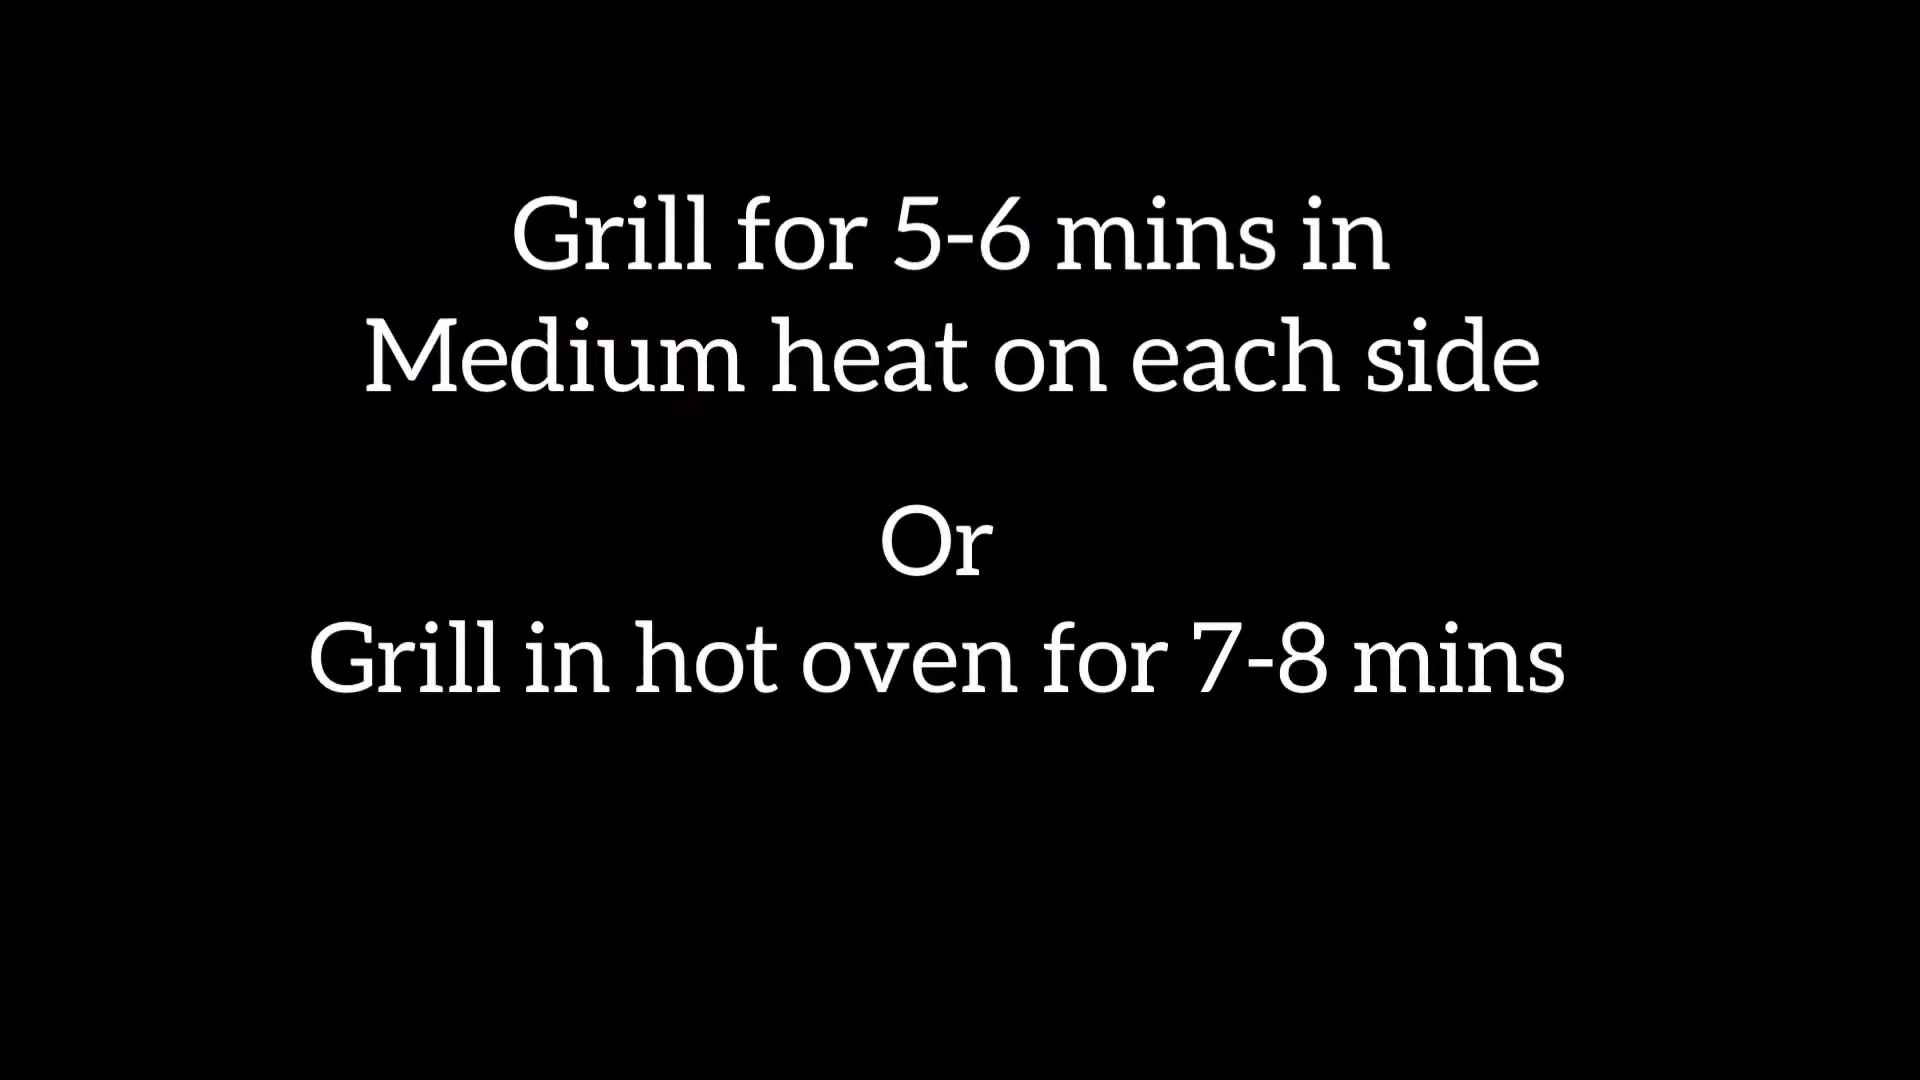 Grill for 5-6 mins in
Medium heat on each side
Or
Grill in hot oven for 7-8 mins